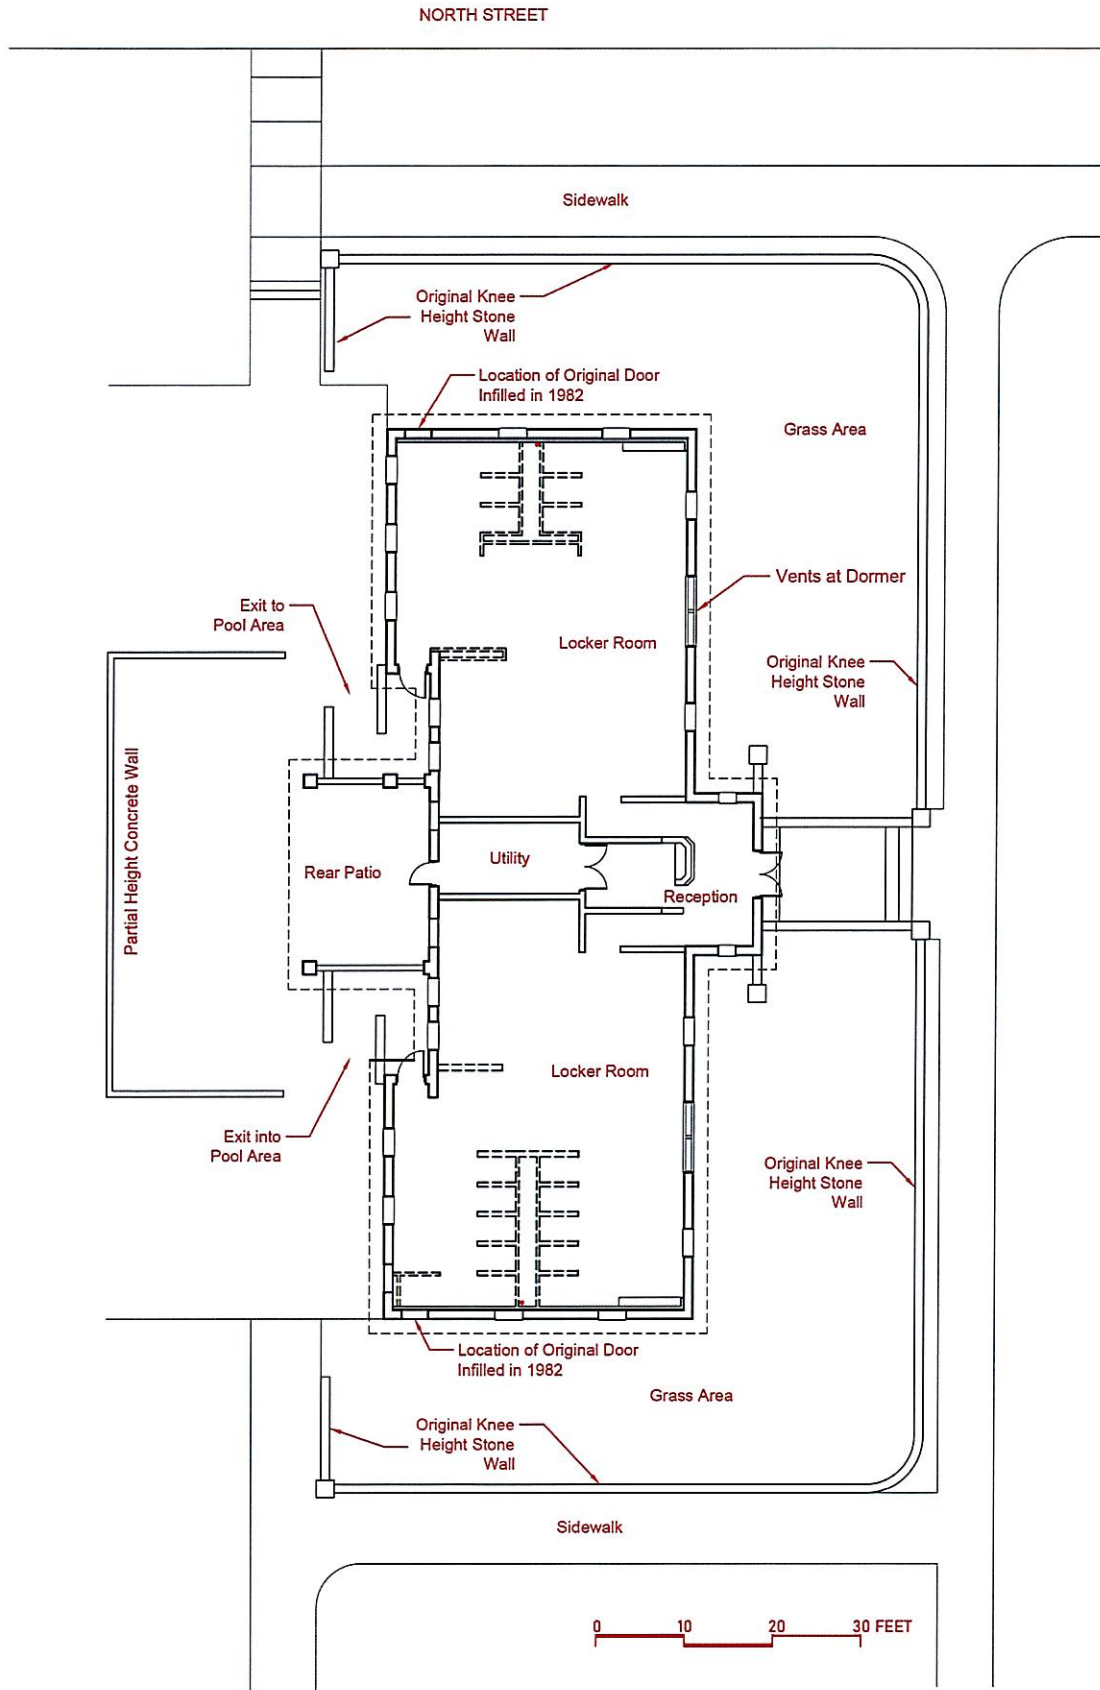 NORTH STREET
Sidewalk
Original Knee
Height Stone
Wall
Location of Original Door
Infilled in 1982
Grass Area
Vents at Dormer
Exit to
Pool Area
Locker Room
Original Knee
Height Stone
Wall
Partial Height Concrete Wall
Rear Patio
Utility
Reception
Locker Room
Exit into
Pool Area
Original Knee
Height Stone
Wall
Location of Original Door
Infilled in 1982
Grass Area
Original Knee
Height Stone
Wall
Sidewalk
0 10 20 30 FEET